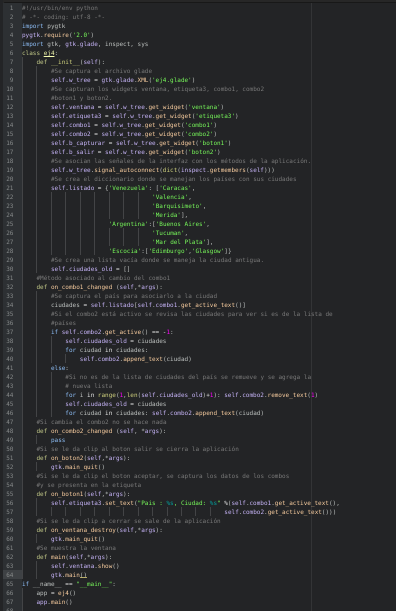 1 #!/usr/bin/env python
2 # -*- coding: utf-8 -*-
3 import pygtk
4 pygtk.require('2.0')
5 import gtk, gtk.glade, inspect, sys
6 class ej4:
7 def __init__(self):
8 #Se captura el archivo glade
9 self.w_tree = gtk.glade.XML('ej4.glade')
10 #Se capturan los widgets ventana, etiqueta3, combo1, combo2
11 #boton1 y boton2.
12 self.ventana = self.w_tree.get_widget('ventana')
13 self.etiqueta3 = self.w_tree.get_widget('etiqueta3')
14 self.combo1 = self.w_tree.get_widget('combo1')
15 self.combo2 = self.w_tree.get_widget('combo2')
16 self.b_capturar = self.w_tree.get_widget('boton1')
17 self.b_salir = self.w_tree.get_widget('boton2')
18 #Se asocian las señales de la interfaz con los métodos de la aplicación.
19 self.w_tree.signal_autoconnect(dict(inspect.getmembers(self)))
20 #Se crea el diccionario donde se manejan los paises con sus ciudades
21 self.listado = {'Venezuela': ['Caracas',
22 'Valencia',
23 'Barquisimeto',
24 'Merida'],
25 'Argentina':['Buenos Aires',
26 'Tucuman',
27 'Mar del Plata'],
28 'Escocia':['Edimburgo','Glasgow']}
29 #Se crea una lista vacia donde se maneja la ciudad antigua.
30 self.ciudades_old = []
31 #Método asociado al cambio del combo1
32 def on_combo1_changed (self,*args):
33 #Se captura el pais para asociarlo a la ciudad
34 ciudades = self.listado[self.combo1.get_active_text()]
35 #Si el combo2 está activo se revisa las ciudades para ver si es de la lista de
36 #paises
37 if self.combo2.get_active() == -1:
38 self.ciudades_old = ciudades
39 for ciudad in ciudades:
40 self.combo2.append_text(ciudad)
41 else:
42 #Si no es de la lista de ciudades del pais se remueve y se agrega la
43 # nueva lista
44 for i in range(1,len(self.ciudades_old)+1): self.combo2.remove_text(1)
45 self.ciudades_old = ciudades
46 for ciudad in ciudades: self.combo2.append_text(ciudad)
47 #Si cambia el combo2 no se hace nada
48 def on_combo2_changed (self, *args):
49 pass
50 #Si se le da clip al boton salir se cierra la aplicación
51 def on_boton2(self,*args):
52 gtk.main_quit()
53 #Si se le da clip el boton aceptar, se captura los datos de los combos
54 #y se presenta en la etiqueta
55 def on_boton1(self,*args):
56 self.etiqueta3.set_text("Pais : %s, Ciudad: %s" %(self.combo1.get_active_text(),
57 self.combo2.get_active_text()))
58 #Si se le da clip a cerrar se sale de la aplicación
59 def on_ventana_destroy(self,*args):
60 gtk.main_quit()
61 #Se muestra la ventana
62 def main(self,*args):
63 self.ventana.show()
64 gtk.main()
65 if __name__ == "__main__":
66 app = ej4()
67 app.main()